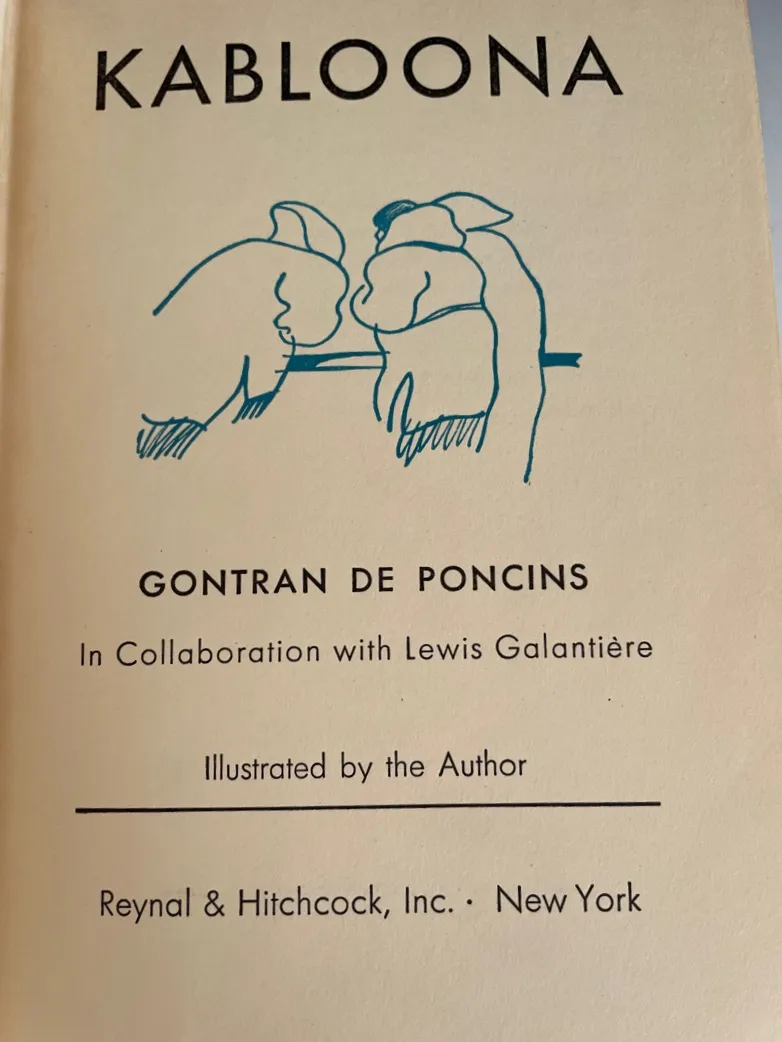 KABLOONA
GONTRAN DE PONCINS
In Collaboration with Lewis Galantière
Illustrated by the Author
Reynal & Hitchcock, Inc. · New York